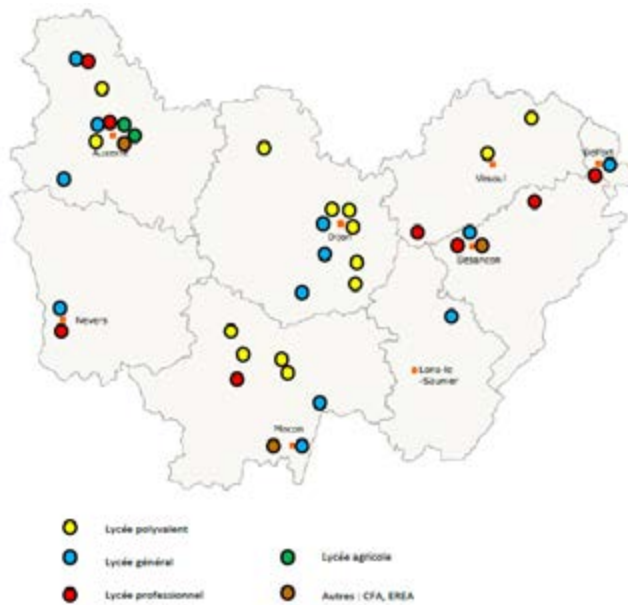 Auxerre
Dijon
Vesoul
Belfort
Besançon
Nevers
Lons-le
-Saunier
Macon
Lycée polyvalent
Lycée général
Lycée professionnel
Lycée agricole
Autres : CFA, EREA